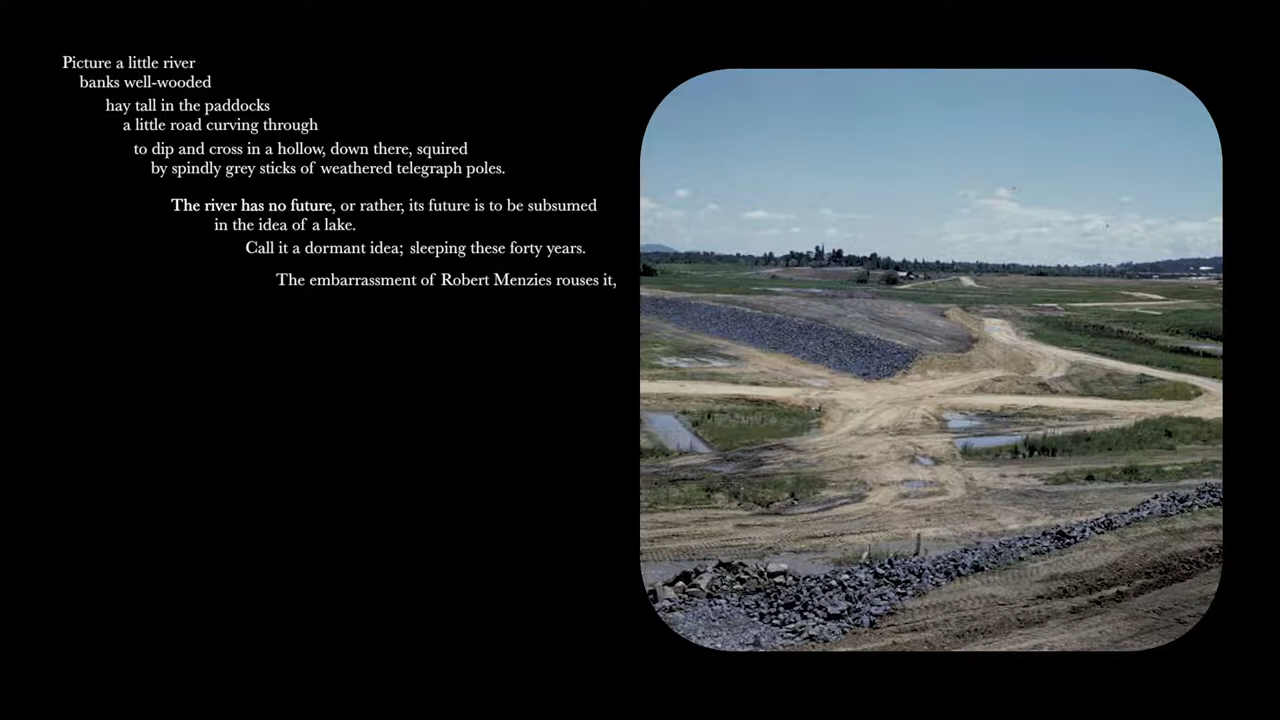 Picture a little river
banks well-wooded
hay tall in the paddocks
a little road curving through
to dip and cross in a hollow, down there, squired
by spindly grey sticks of weathered telegraph poles.
The river has no future, or rather, its future is to be subsumed
in the idea of a lake.
Call it a dormant idea; sleeping these forty years.
The embarrassment of Robert Menzies rouses it,